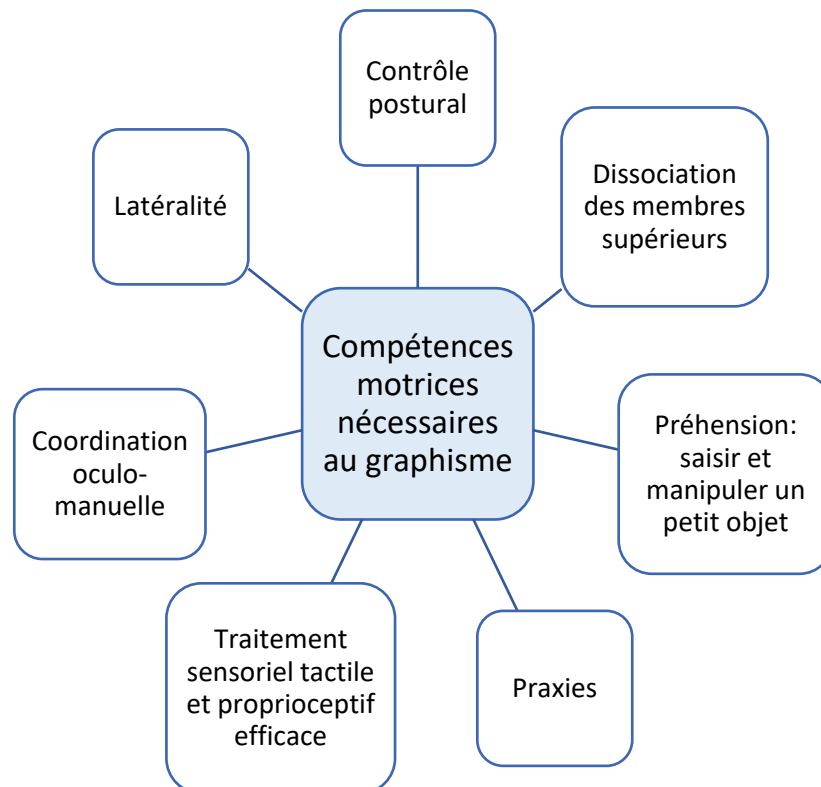 Contrôle
postural
Dissociation
des membres
supérieurs
Latéralité
Compétences
motrices
nécessaires
au graphisme
Préhension:
saisir et
manipuler un
petit objet
Coordination
oculo-
manuelle
Traitement
sensoriel tactile
et proprioceptif
efficace
Praxies